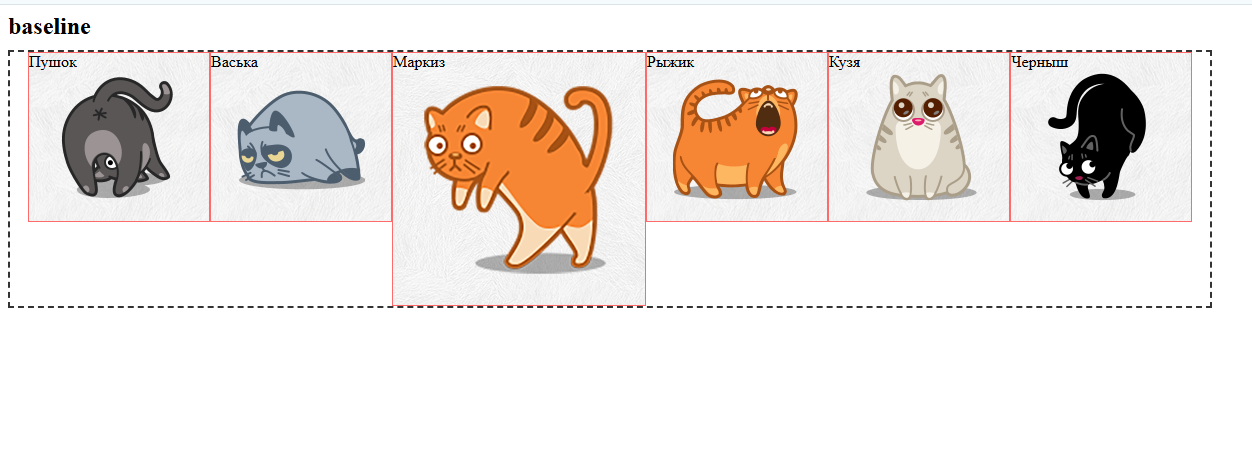 baseline
Пушок
Васька
Маркиз
Рыжик
Кузя
Черныш